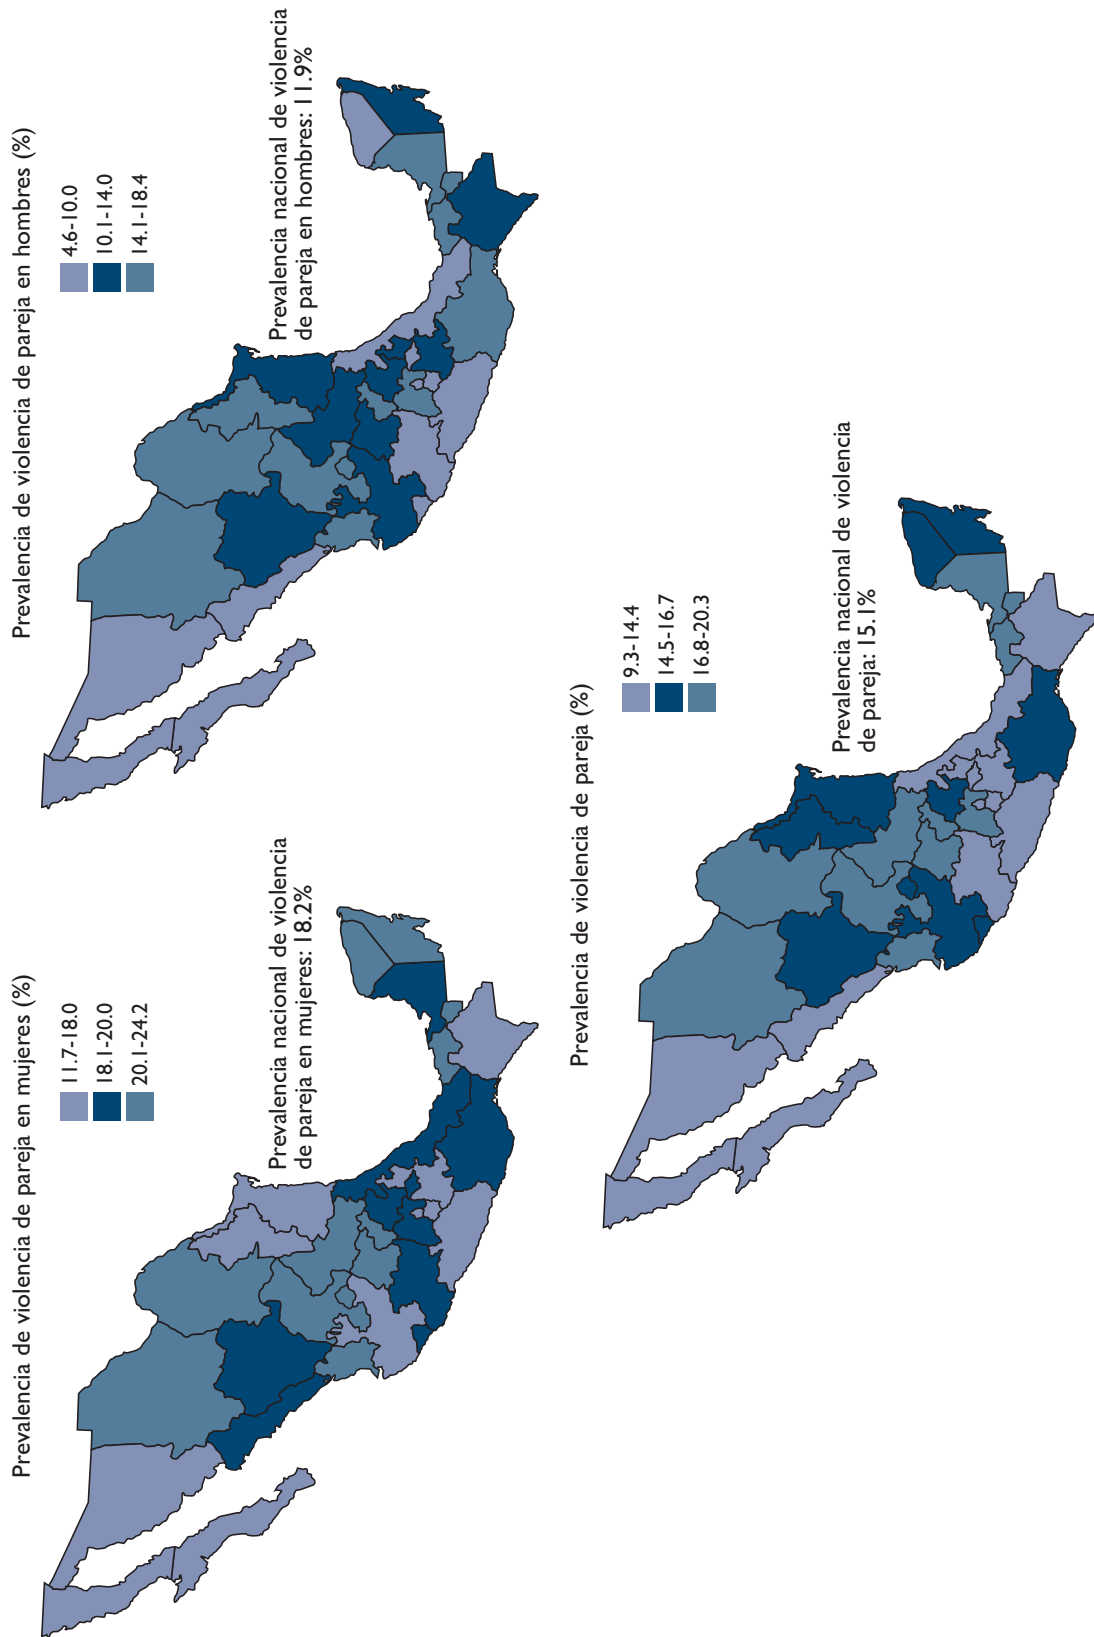 Prevalencia de violencia de pareja en mujeres (%)
11.7-18.0
18.1-20.0
20.1-24.2
Prevalencia nacional de violencia
de pareja en mujeres: 18.2%
Prevalencia de violencia de pareja en hombres (%)
4.6-10.0
10.1-14.0
14.1-18.4
Prevalencia nacional de violencia
de pareja en hombres: 11.9%
Prevalencia de violencia de pareja (%)
9.3-14.4
14.5-16.7
16.8-20.3
Prevalencia nacional de violencia
de pareja: 15.1%